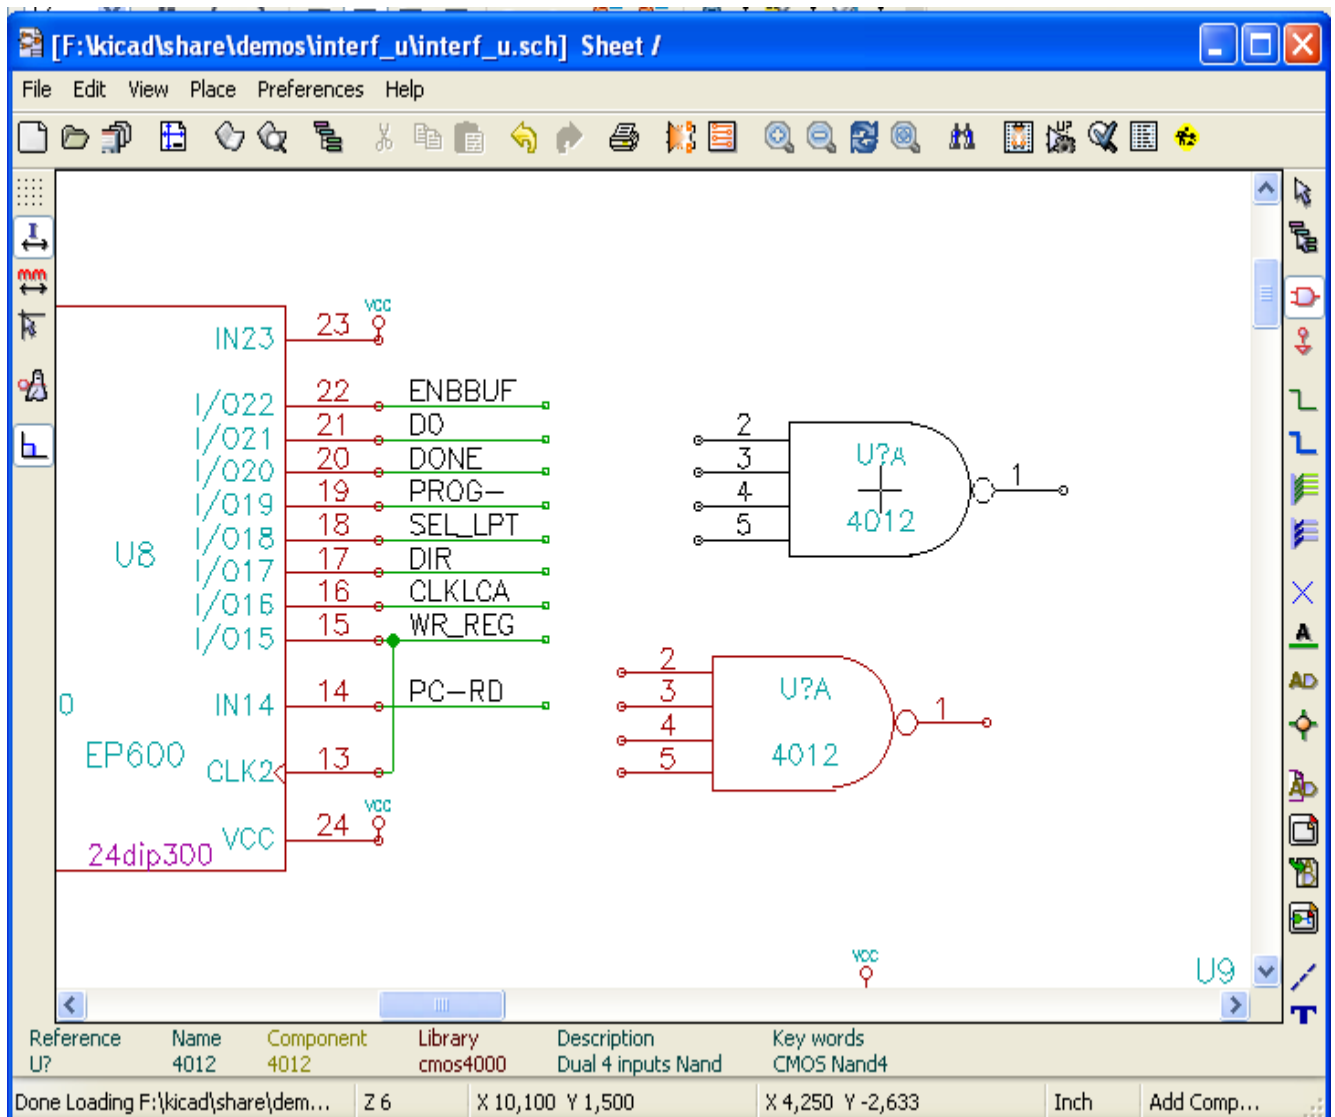 [F:\kicad\share\demos\interf_u\interf_u.sch] Sheet /
File Edit View Place Preferences Help
VCC
IN23 23
I/O22 22 ENBBUF
I/O21 21 DO
I/O20 20 DONE
I/O19 19 PROG-
I/O18 18 SEL_LPT
I/O17 17 DIR
I/O16 16 CLKLCA
I/O15 15 WR_REG
U8
IN14 14 PC-RD
0
EP600
CLK2 13
VCC
VCC 24
24dip300
2
3
4
5
U?A
4012
1
2
3
4
5
U?A
4012
1
VCC
U9
I
mm
A
AD
A
T
Reference Name Component Library Description Key words
U? 4012 4012 cmos4000 Dual 4 inputs Nand CMOS Nand4
Done Loading F:\kicad\share\dem... Z 6 X 10,100 Y 1,500 X 4,250 Y -2,633 Inch Add Comp...